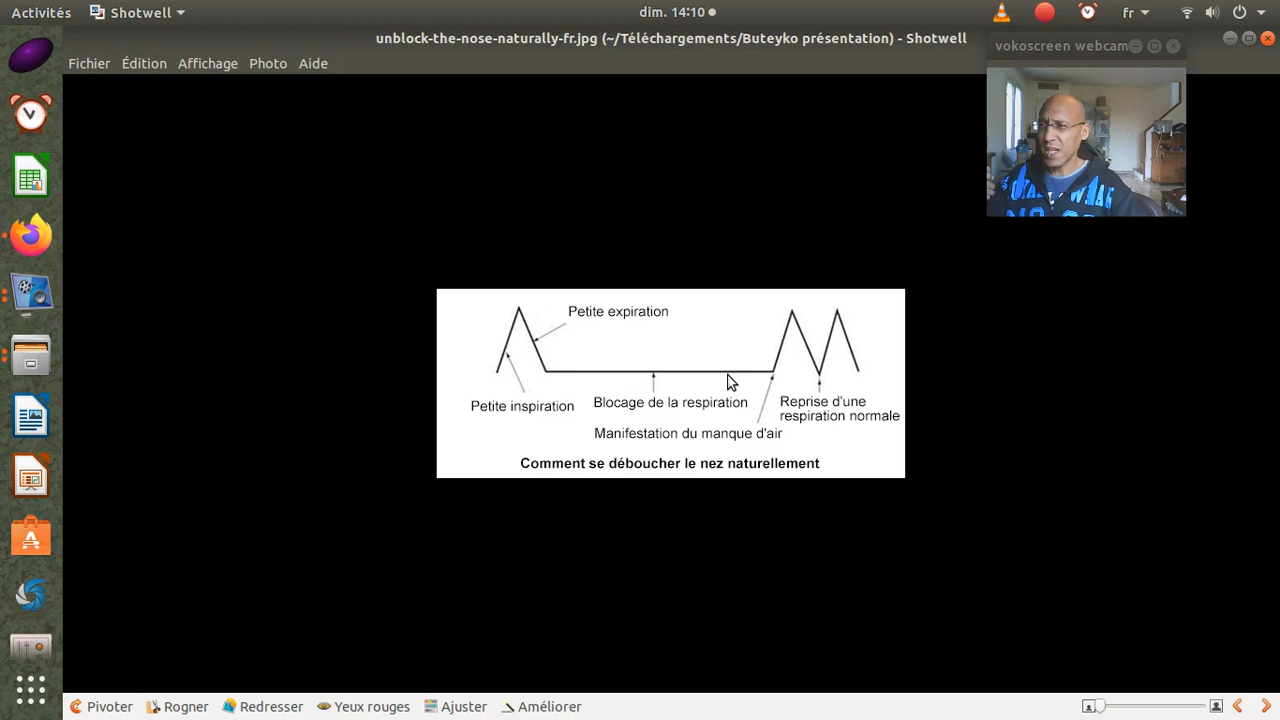 Activités
Shotwell
dim. 14:10
fr
unblock-the-nose-naturally-fr.jpg (~/Téléchargements/Buteyko présentation) - Shotwell
vokoscreen webcam
Fichier Édition Affichage Photo Aide
Petite expiration
Petite inspiration
Blocage de la respiration
Manifestation du manque d'air
Reprise d'une
respiration normale
Comment se déboucher le nez naturellement
Pivoter Rogner Redresser Yeux rouges Ajuster Améliorer